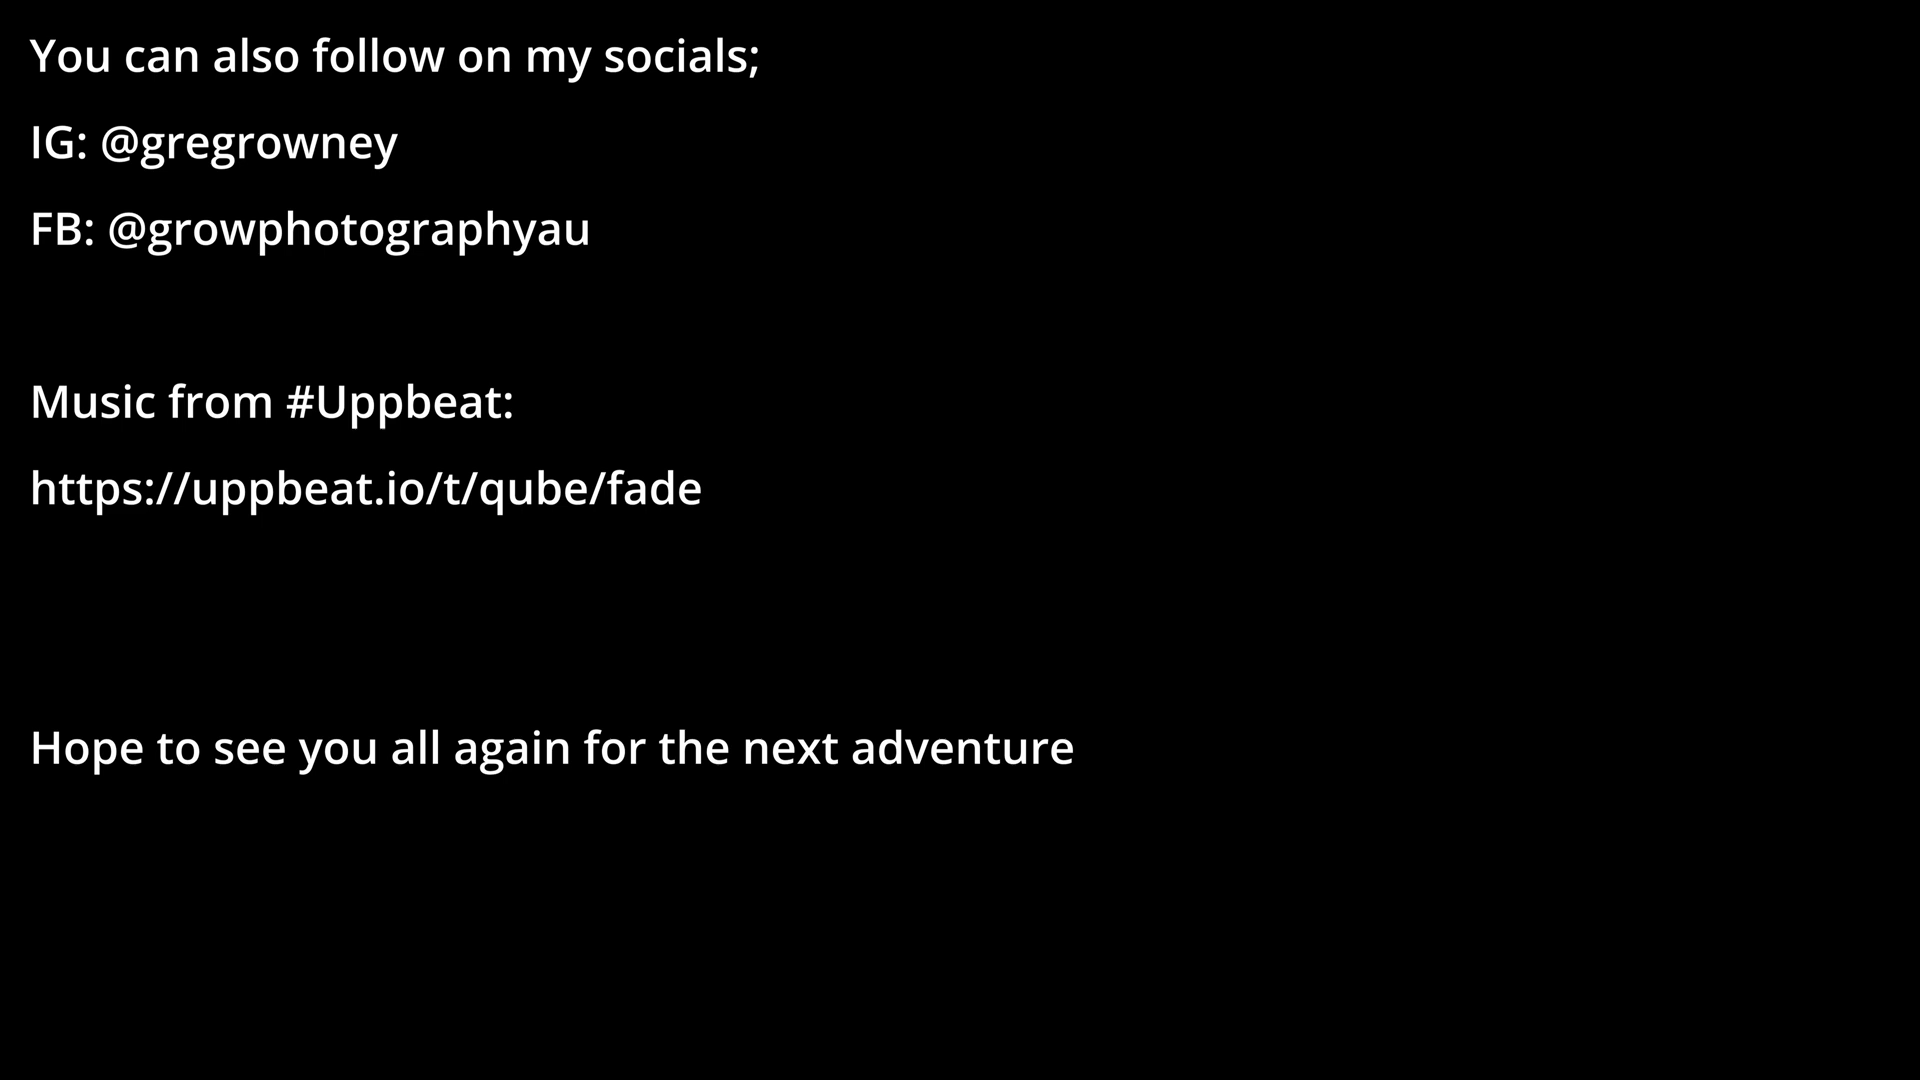 You can also follow on my socials;
IG: @gregrowney
FB: @growphotographyau
Music from #Uppbeat:
https://uppbeat.io/t/qube/fade
Hope to see you all again for the next adventure